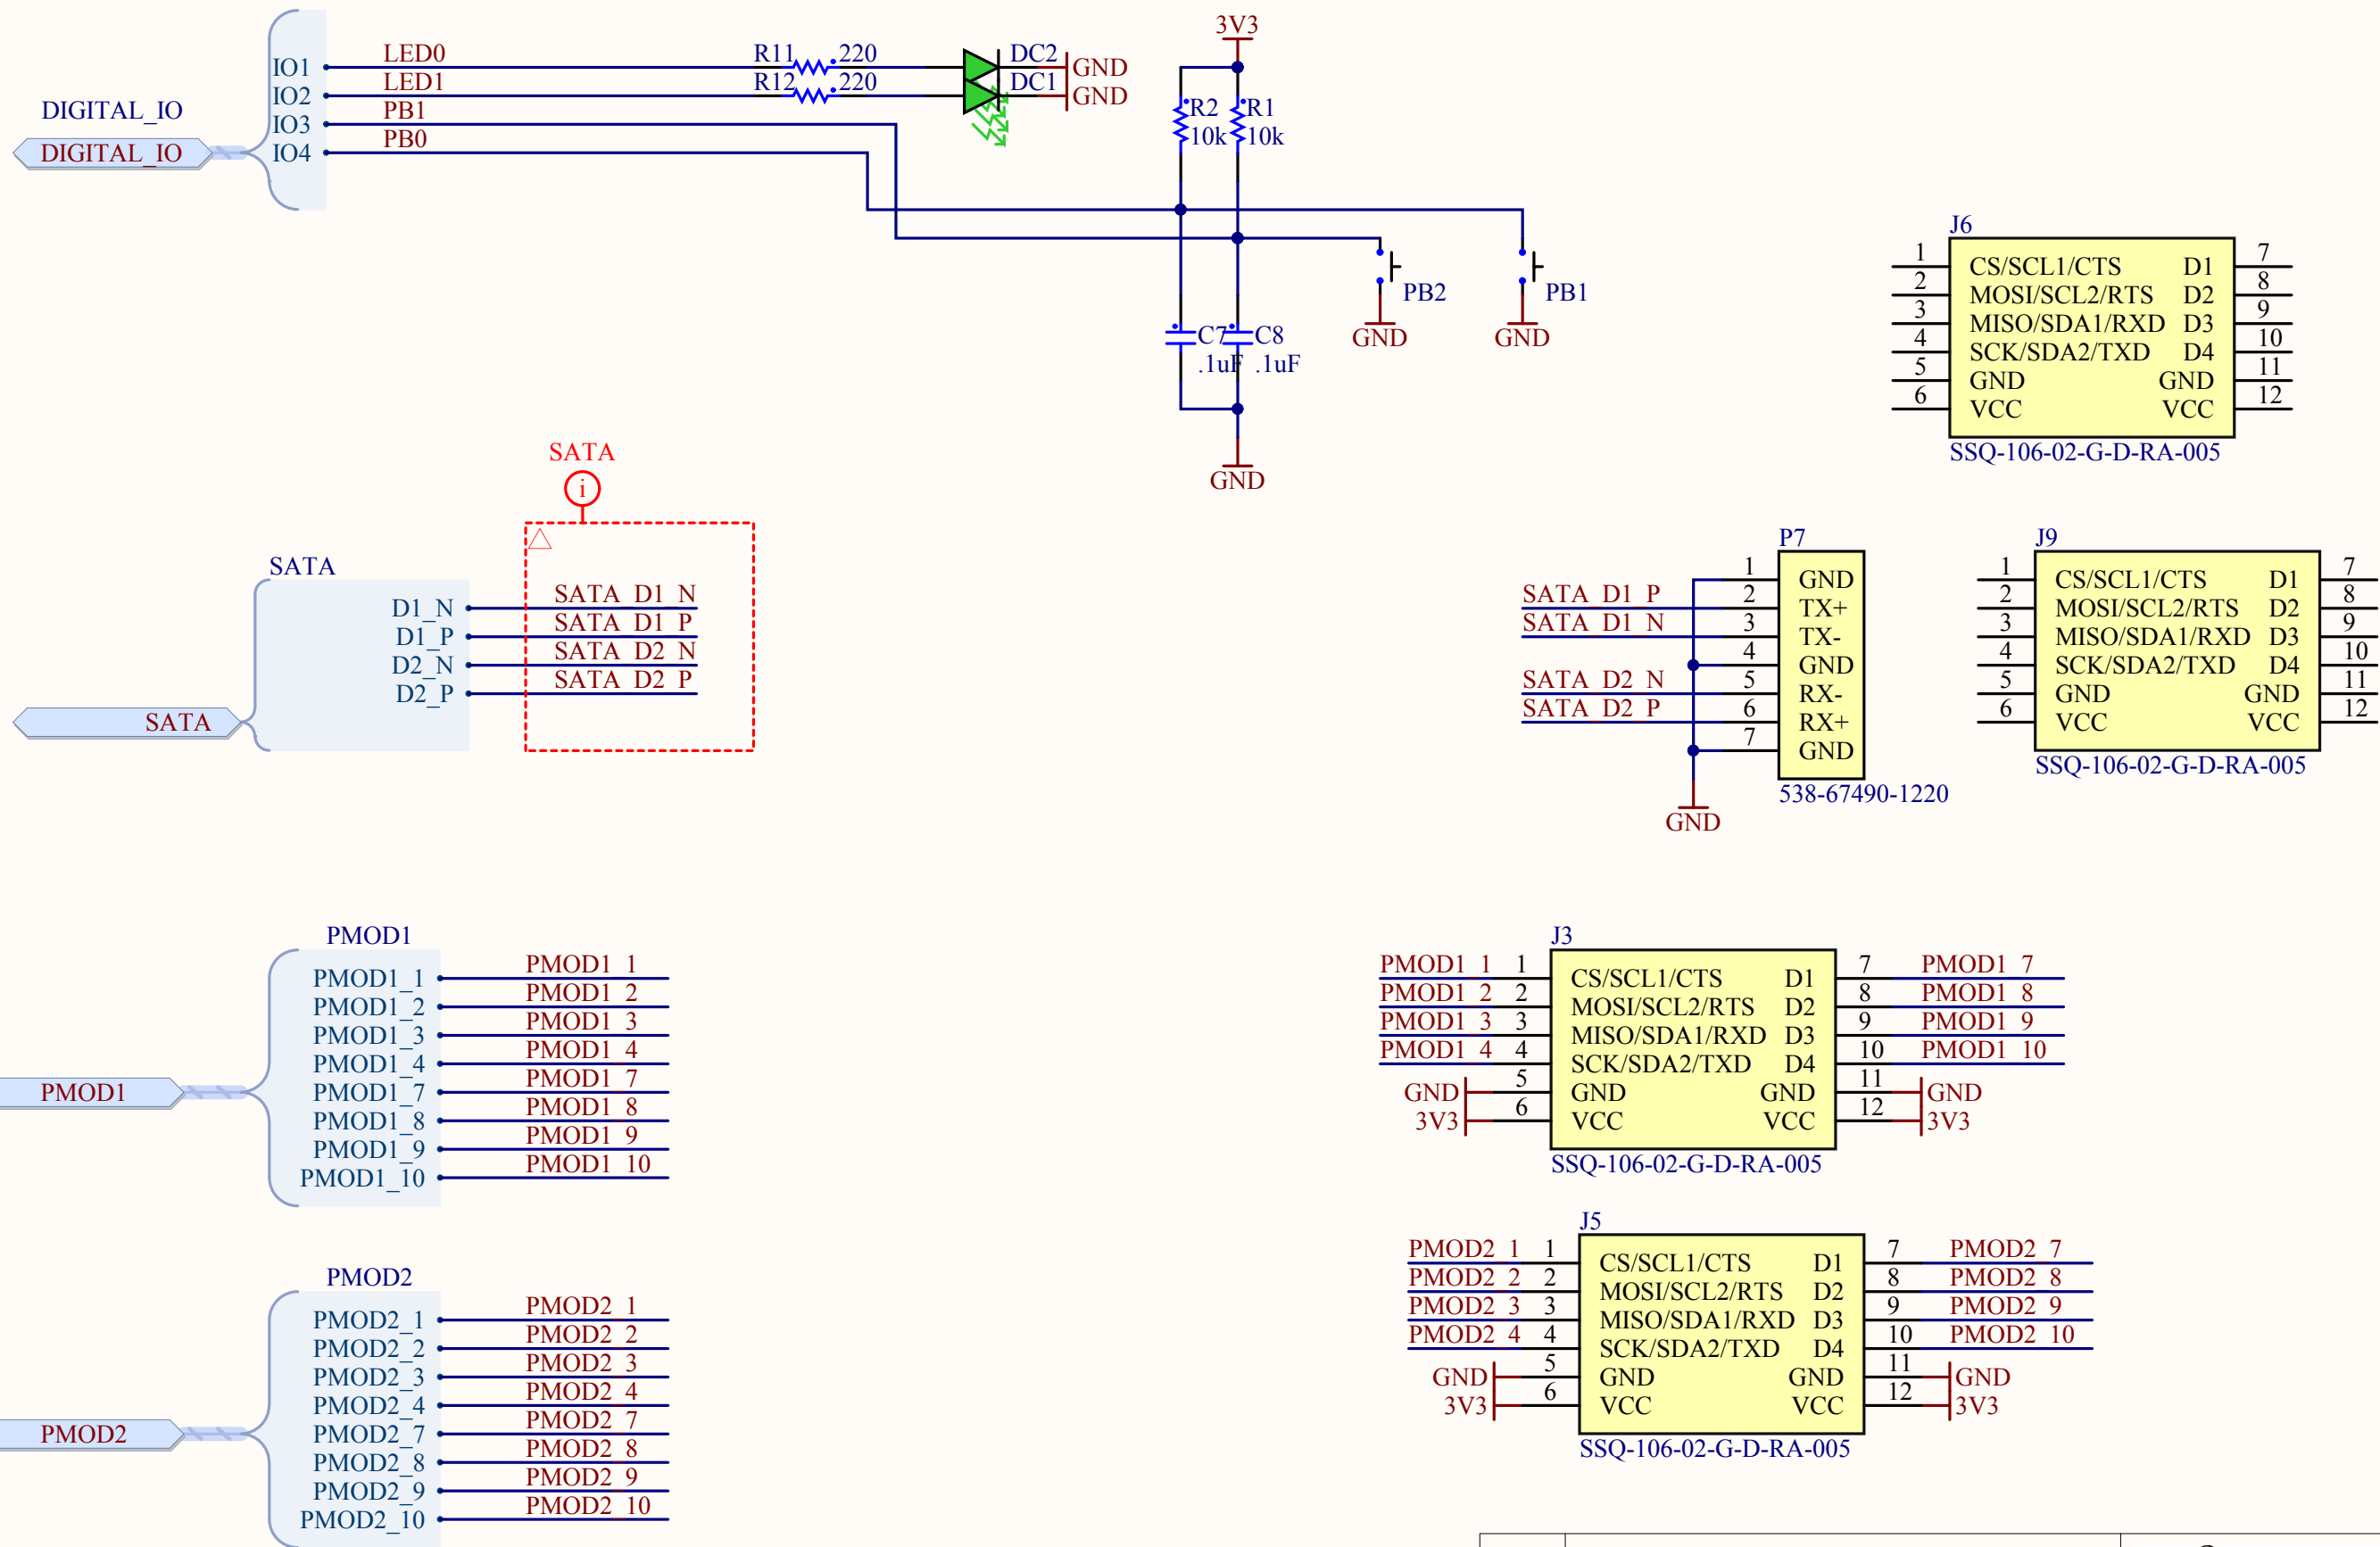 DIGITAL_IO
DIGITAL_IO
IO1
IO2
IO3
IO4
LED0
LED1
PB1
PB0
R11 220
R12 220
DC2
DC1
GND
GND
3V3
R2
10k
R1
10k
C7
.1uF
C8
.1uF
GND
PB2
GND
PB1
GND
J6
1 CS/SCL1/CTS D1 7
2 MOSI/SCL2/RTS D2 8
3 MISO/SDA1/RXD D3 9
4 SCK/SDA2/TXD D4 10
5 GND GND 11
6 VCC VCC 12
SSQ-106-02-G-D-RA-005
SATA
i
SATA
SATA
D1_N SATA_D1_N
D1_P SATA_D1_P
D2_N SATA_D2_N
D2_P SATA_D2_P
P7
1 GND
SATA_D1_P 2 TX+
SATA_D1_N 3 TX-
4 GND
SATA_D2_N 5 RX-
SATA_D2_P 6 RX+
7 GND
538-67490-1220
GND
J9
1 CS/SCL1/CTS D1 7
2 MOSI/SCL2/RTS D2 8
3 MISO/SDA1/RXD D3 9
4 SCK/SDA2/TXD D4 10
5 GND GND 11
6 VCC VCC 12
SSQ-106-02-G-D-RA-005
PMOD1
PMOD1
PMOD1_1 PMOD1_1
PMOD1_2 PMOD1_2
PMOD1_3 PMOD1_3
PMOD1_4 PMOD1_4
PMOD1_7 PMOD1_7
PMOD1_8 PMOD1_8
PMOD1_9 PMOD1_9
PMOD1_10 PMOD1_10
J3
PMOD1_1 1 CS/SCL1/CTS D1 7 PMOD1_7
PMOD1_2 2 MOSI/SCL2/RTS D2 8 PMOD1_8
PMOD1_3 3 MISO/SDA1/RXD D3 9 PMOD1_9
PMOD1_4 4 SCK/SDA2/TXD D4 10 PMOD1_10
GND 5 GND GND 11 GND
3V3 6 VCC VCC 12 3V3
SSQ-106-02-G-D-RA-005
PMOD2
PMOD2
PMOD2_1 PMOD2_1
PMOD2_2 PMOD2_2
PMOD2_3 PMOD2_3
PMOD2_4 PMOD2_4
PMOD2_7 PMOD2_7
PMOD2_8 PMOD2_8
PMOD2_9 PMOD2_9
PMOD2_10 PMOD2_10
J5
PMOD2_1 1 CS/SCL1/CTS D1 7 PMOD2_7
PMOD2_2 2 MOSI/SCL2/RTS D2 8 PMOD2_8
PMOD2_3 3 MISO/SDA1/RXD D3 9 PMOD2_9
PMOD2_4 4 SCK/SDA2/TXD D4 10 PMOD2_10
GND 5 GND GND 11 GND
3V3 6 VCC VCC 12 3V3
SSQ-106-02-G-D-RA-005